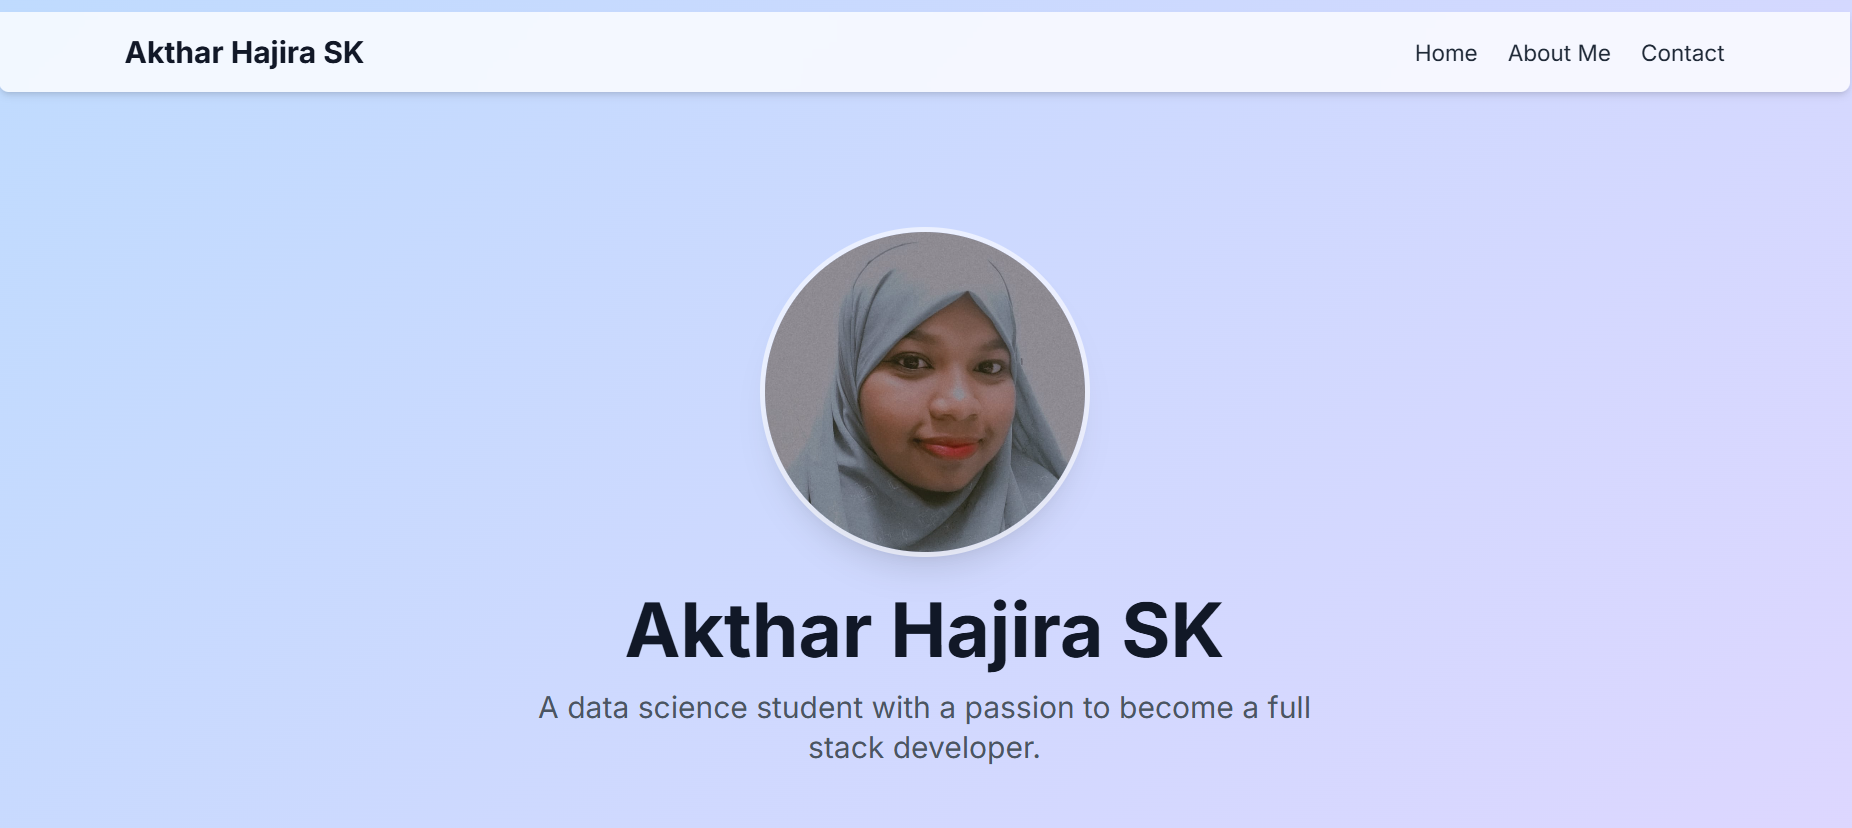 Akthar Hajira SK
Home About Me Contact
Akthar Hajira SK
A data science student with a passion to become a full
stack developer.